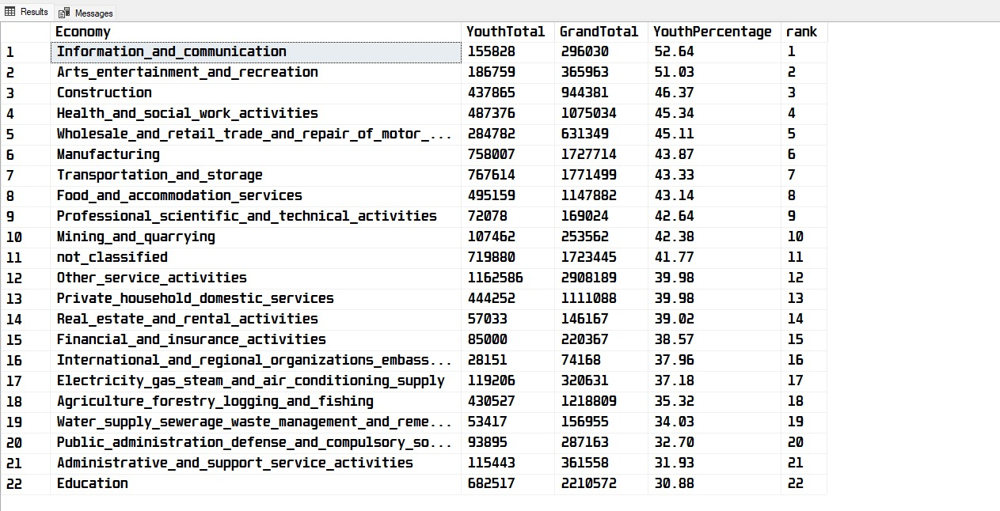 Results Messages
Economy YouthTotal GrandTotal YouthPercentage rank
1 Information_and_communication 155828 296030 52.64 1
2 Arts_entertainment_and_recreation 186759 365963 51.03 2
3 Construction 437865 944381 46.37 3
4 Health_and_social_work_activities 487376 1075034 45.34 4
5 Wholesale_and_retail_trade_and_repair_of_motor_... 284782 631349 45.11 5
6 Manufacturing 758007 1727714 43.87 6
7 Transportation_and_storage 767614 1771499 43.33 7
8 Food_and_accommodation_services 495159 1147882 43.14 8
9 Professional_scientific_and_technical_activities 72078 169024 42.64 9
10 Mining_and_quarrying 107462 253562 42.38 10
11 not_classified 719880 1723445 41.77 11
12 Other_service_activities 1162586 2908189 39.98 12
13 Private_household_domestic_services 444252 1111088 39.98 13
14 Real_estate_and_rental_activities 57033 146167 39.02 14
15 Financial_and_insurance_activities 85000 220367 38.57 15
16 International_and_regional_organizations_embass... 28151 74168 37.96 16
17 Electricity_gas_steam_and_air_conditioning_supply 119206 320631 37.18 17
18 Agriculture_forestry_logging_and_fishing 430527 1218809 35.32 18
19 Water_supply_sewerage_waste_management_and_reme... 53417 156955 34.03 19
20 Public_administration_defense_and_compulsory_so... 93895 287163 32.70 20
21 Administrative_and_support_service_activities 115443 361558 31.93 21
22 Education 682517 2210572 30.88 22